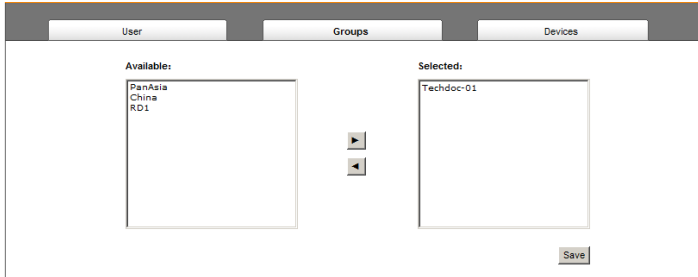 User
Groups
Devices
Available:
Selected:
PanAsia
China
RD1
Techdoc-01
Save